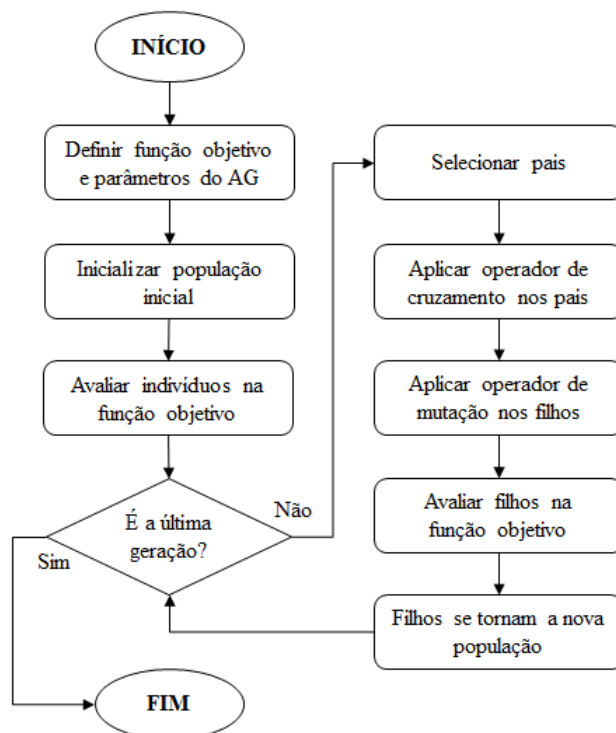 INÍCIO
Definir função objetivo
e parâmetros do AG
Inicializar população
inicial
Avaliar indivíduos na
função objetivo
É a última
geração?
Sim
Não
FIM
Selecionar pais
Aplicar operador de
cruzamento nos pais
Aplicar operador de
mutação nos filhos
Avaliar filhos na
função objetivo
Filhos se tornam a nova
população